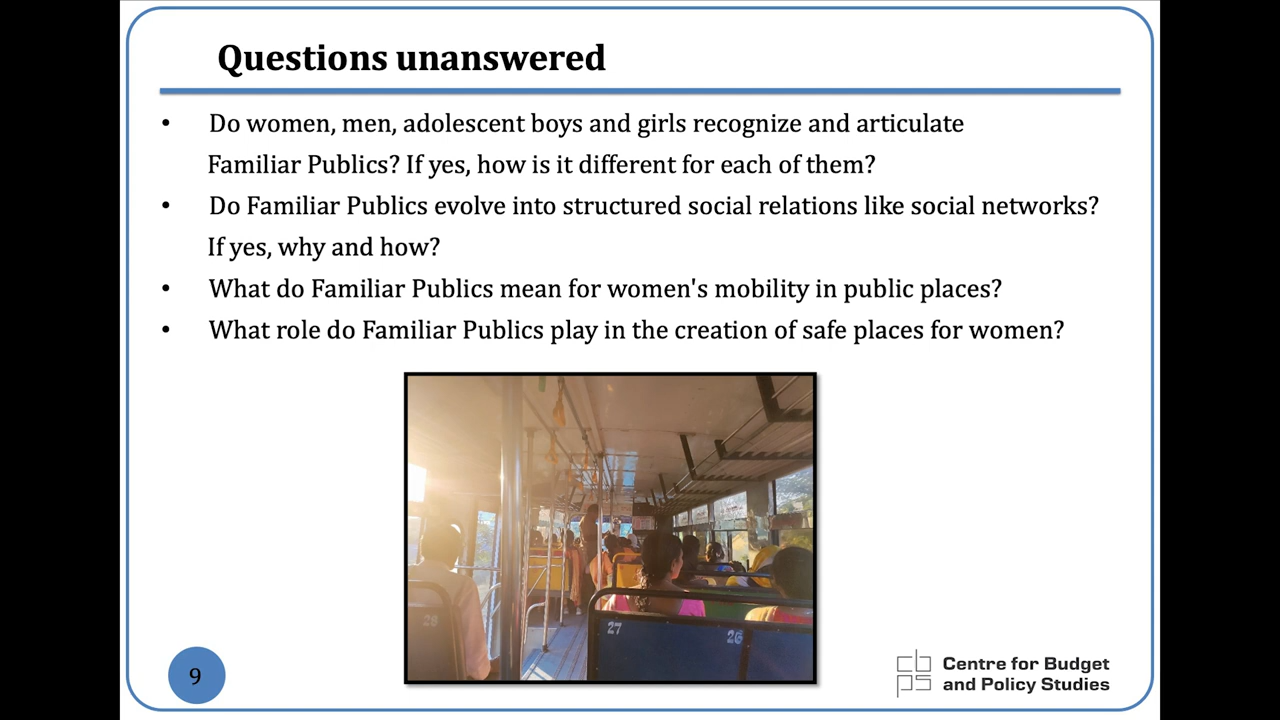 Questions unanswered
• Do women, men, adolescent boys and girls recognize and articulate
Familiar Publics? If yes, how is it different for each of them?
• Do Familiar Publics evolve into structured social relations like social networks?
If yes, why and how?
• What do Familiar Publics mean for women's mobility in public places?
• What role do Familiar Publics play in the creation of safe places for women?
28
27 26
9
cb
ps
Centre for Budget
and Policy Studies